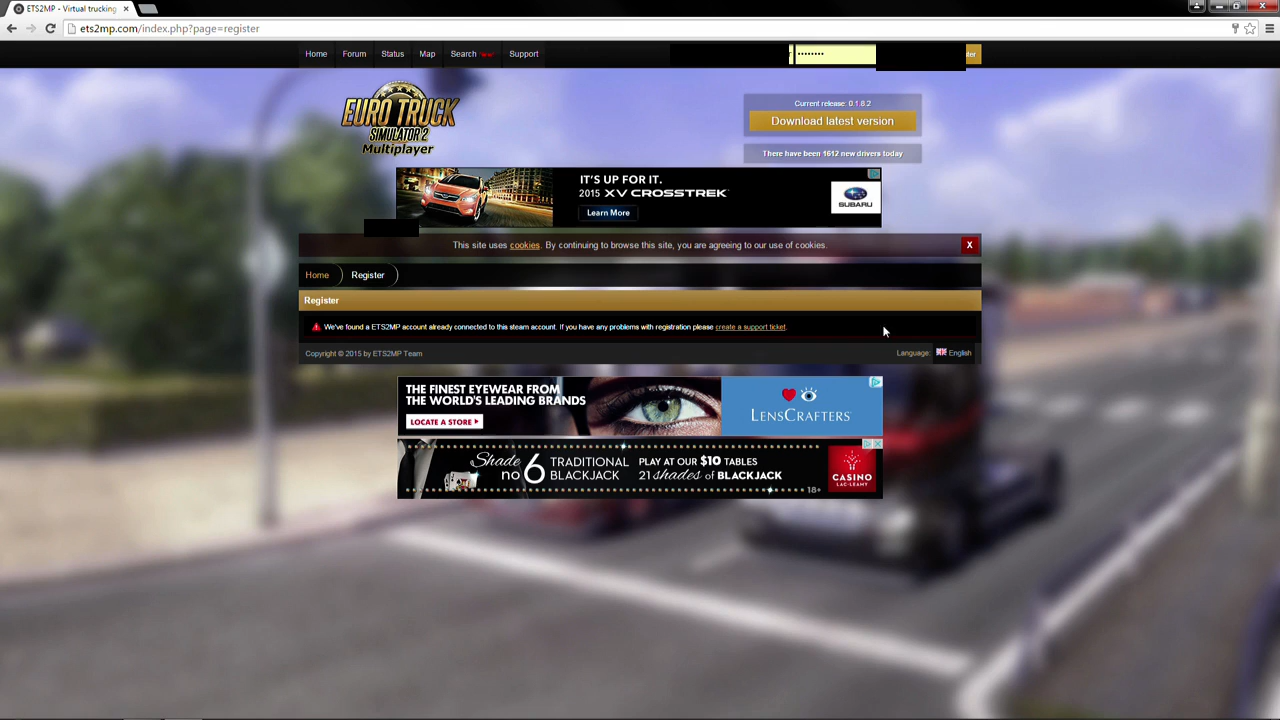 ETS2MP - Virtual trucking
ets2mp.com/index.php?page=register
Home Forum Status Map Search Support
EURO TRUCK
SIMULATOR 2
Multiplayer
Current release: 0.1.8.2
Download latest version
There have been 1612 new drivers today
IT'S UP FOR IT.
2015 XV CROSSTREK™
Learn More
SUBARU
This site uses cookies. By continuing to browse this site, you are agreeing to our use of cookies.
X
Home Register
Register
We've found a ETS2MP account already connected to this steam account. If you have any problems with registration please create a support ticket.
Copyright © 2015 by ETS2MP Team
Language: English
THE FINEST EYEWEAR FROM
THE WORLD'S LEADING BRANDS
LOCATE A STORE
LENSCRAFTERS
Shade
no 6
TRADITIONAL
BLACKJACK
PLAY AT OUR $10 TABLES
21 shades of BLACKJACK
18+
CASINO
LAC-LEAMY